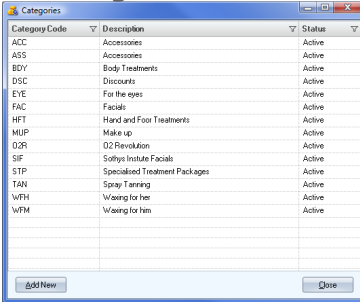 Categories
Category Code Description Status
ACC Accessories Active
ASS Accessories Active
BDY Body Treatments Active
DSC Discounts Active
EYE For the eyes Active
FAC Facials Active
HFT Hand and Foor Treatments Active
MUP Make up Active
O2R O2 Revolution Active
SIF Sothys Instute Facials Active
STP Specialised Treatment Packages Active
TAN Spray Tanning Active
WFH Waxing for her Active
WFM Waxing for him Active
Add New Close